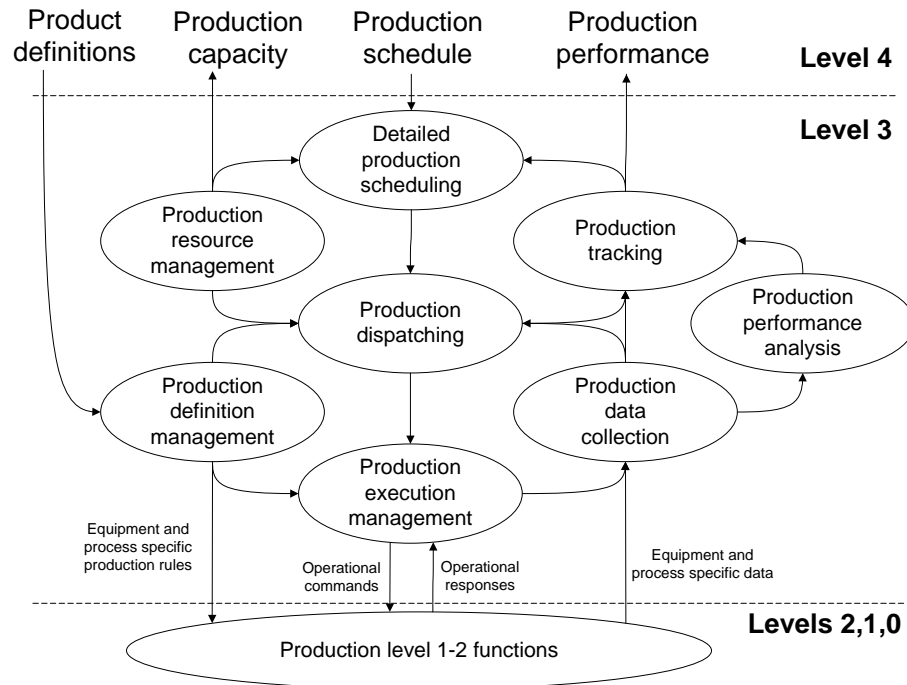 Product
definitions
Production
capacity
Production
schedule
Production
performance
Level 4
Level 3
Detailed
production
scheduling
Production
resource
management
Production
tracking
Production
dispatching
Production
performance
analysis
Production
definition
management
Production
data
collection
Production
execution
management
Equipment and
process specific
production rules
Operational
commands
Operational
responses
Equipment and
process specific data
Levels 2,1,0
Production level 1-2 functions